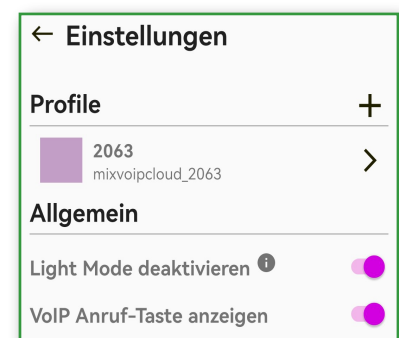 Einstellungen
Profile
2063
mixvoipcloud_2063
Allgemein
Light Mode deaktivieren
VoIP Anruf-Taste anzeigen